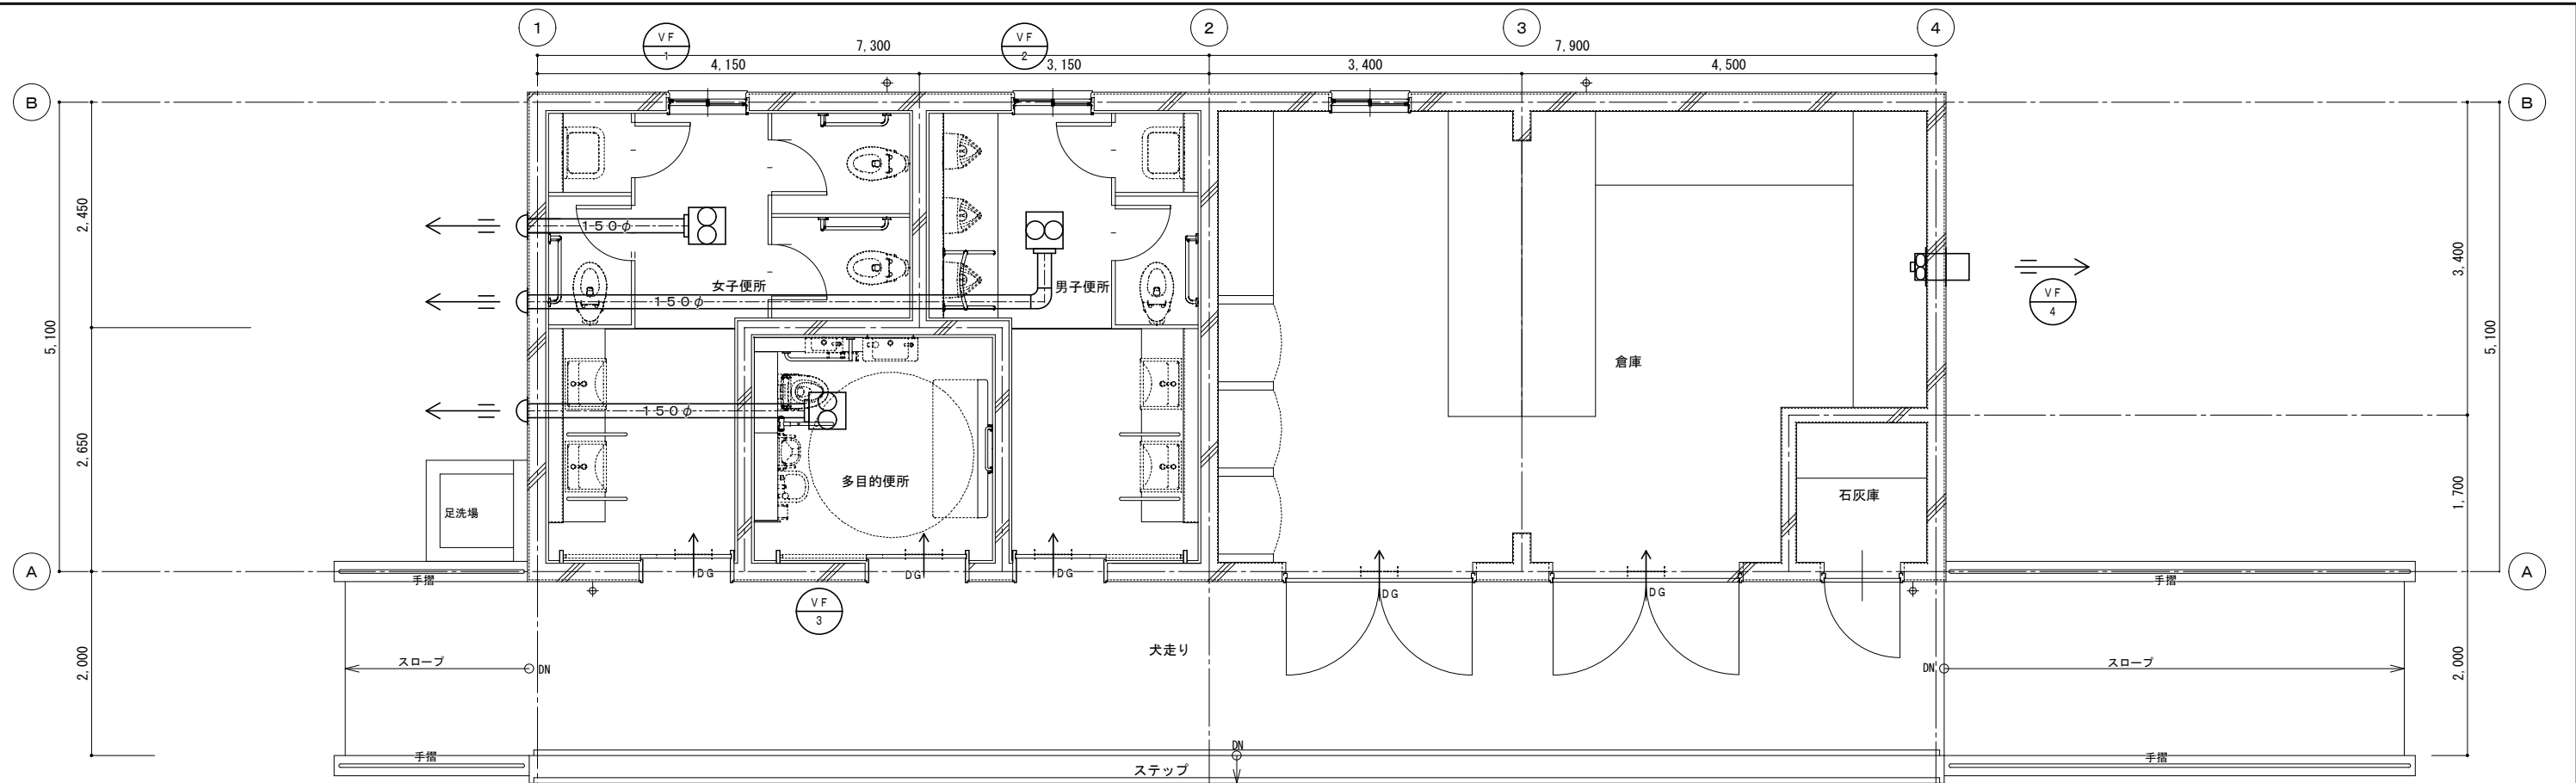 1
VF
1
7,300
VF
2
2
3
7,900
4
4,150
3,150
3,400
4,500
B
B
2,450
150φ
女子便所
150φ
男子便所
VF
4
3,400
5,100
5,100
倉庫
2,650
150φ
多目的便所
石灰庫
1,700
足洗場
A
A
手摺
DG
DG
DG
DG
DG
手摺
VF
3
犬走り
2,000
スロープ
DN
DN
スロープ
2,000
手摺
DN
手摺
ステップ